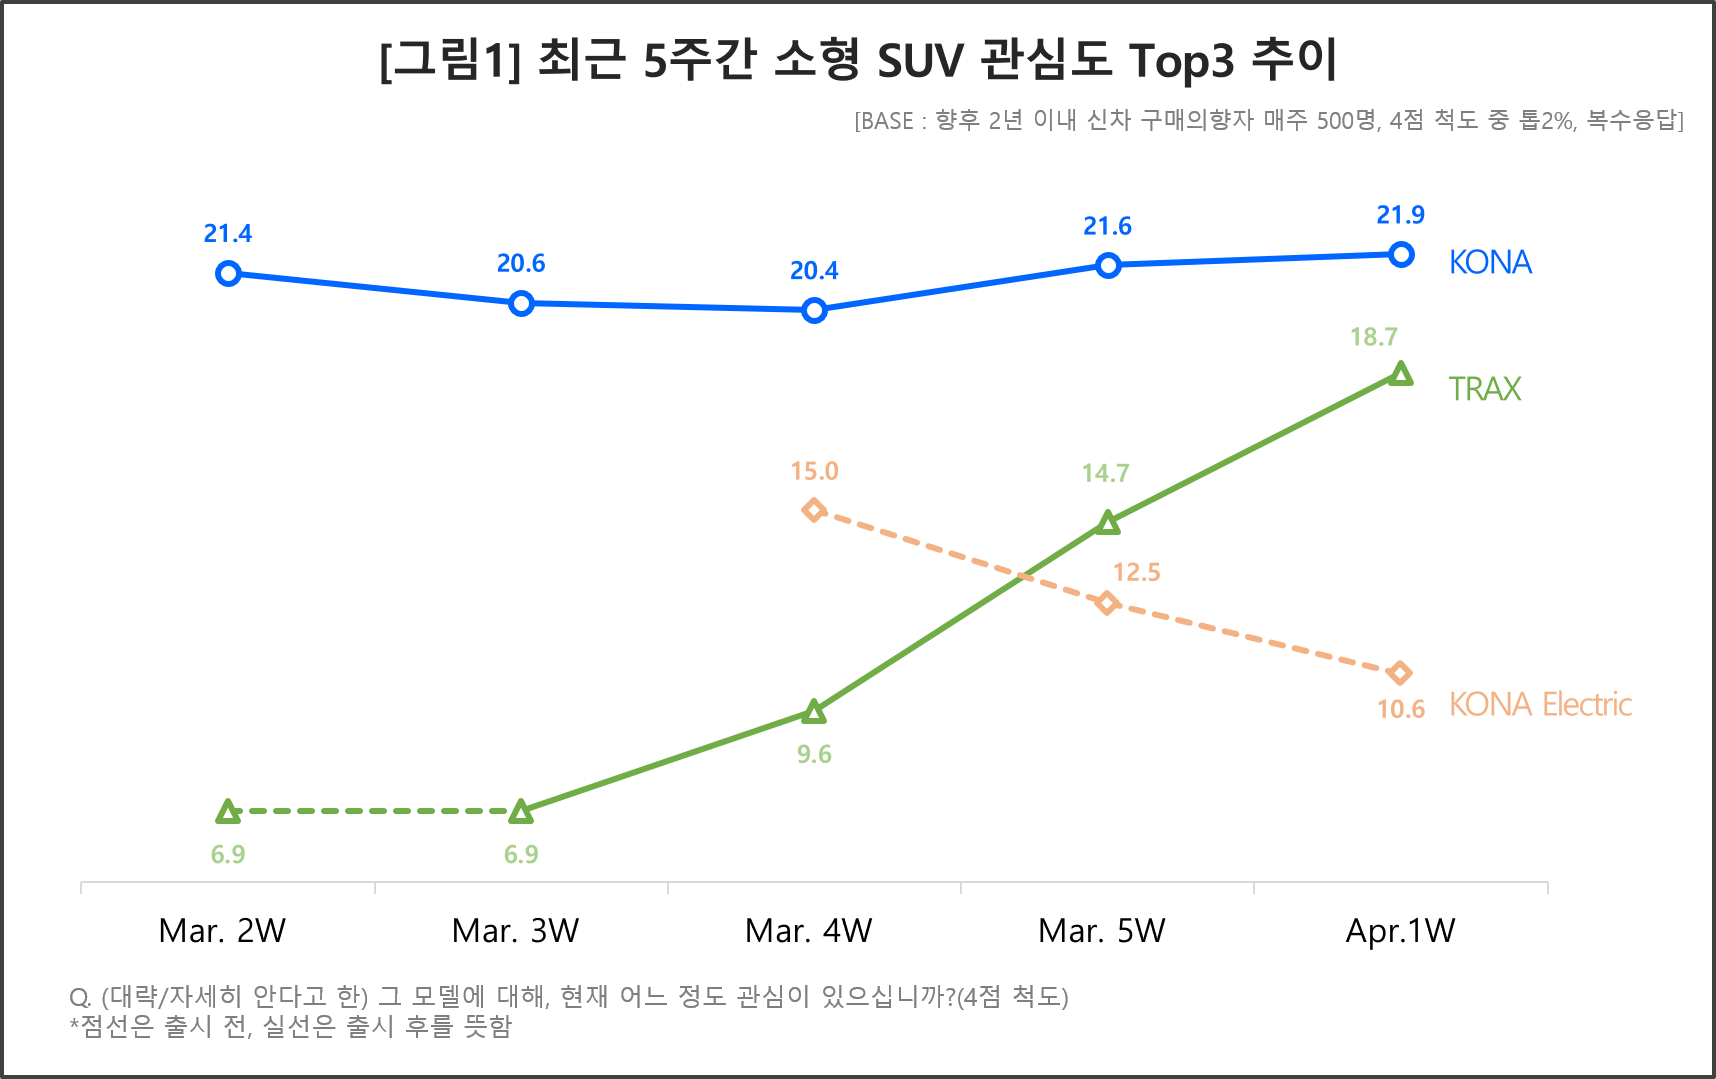 [그림1] 최근 5주간 소형 SUV 관심도 Top3 추이
[BASE : 향후 2년 이내 신차 구매의향자 매주 500명, 4점 척도 중 톱2%, 복수응답]
21.4
20.6
20.4
21.6
21.9
KONA
18.7
TRAX
15.0
14.7
12.5
10.6
KONA Electric
9.6
6.9
6.9
Mar. 2W
Mar. 3W
Mar. 4W
Mar. 5W
Apr.1W
Q. (대략/자세히 안다고 한) 그 모델에 대해, 현재 어느 정도 관심이 있으십니까?(4점 척도)
*점선은 출시 전, 실선은 출시 후를 뜻함